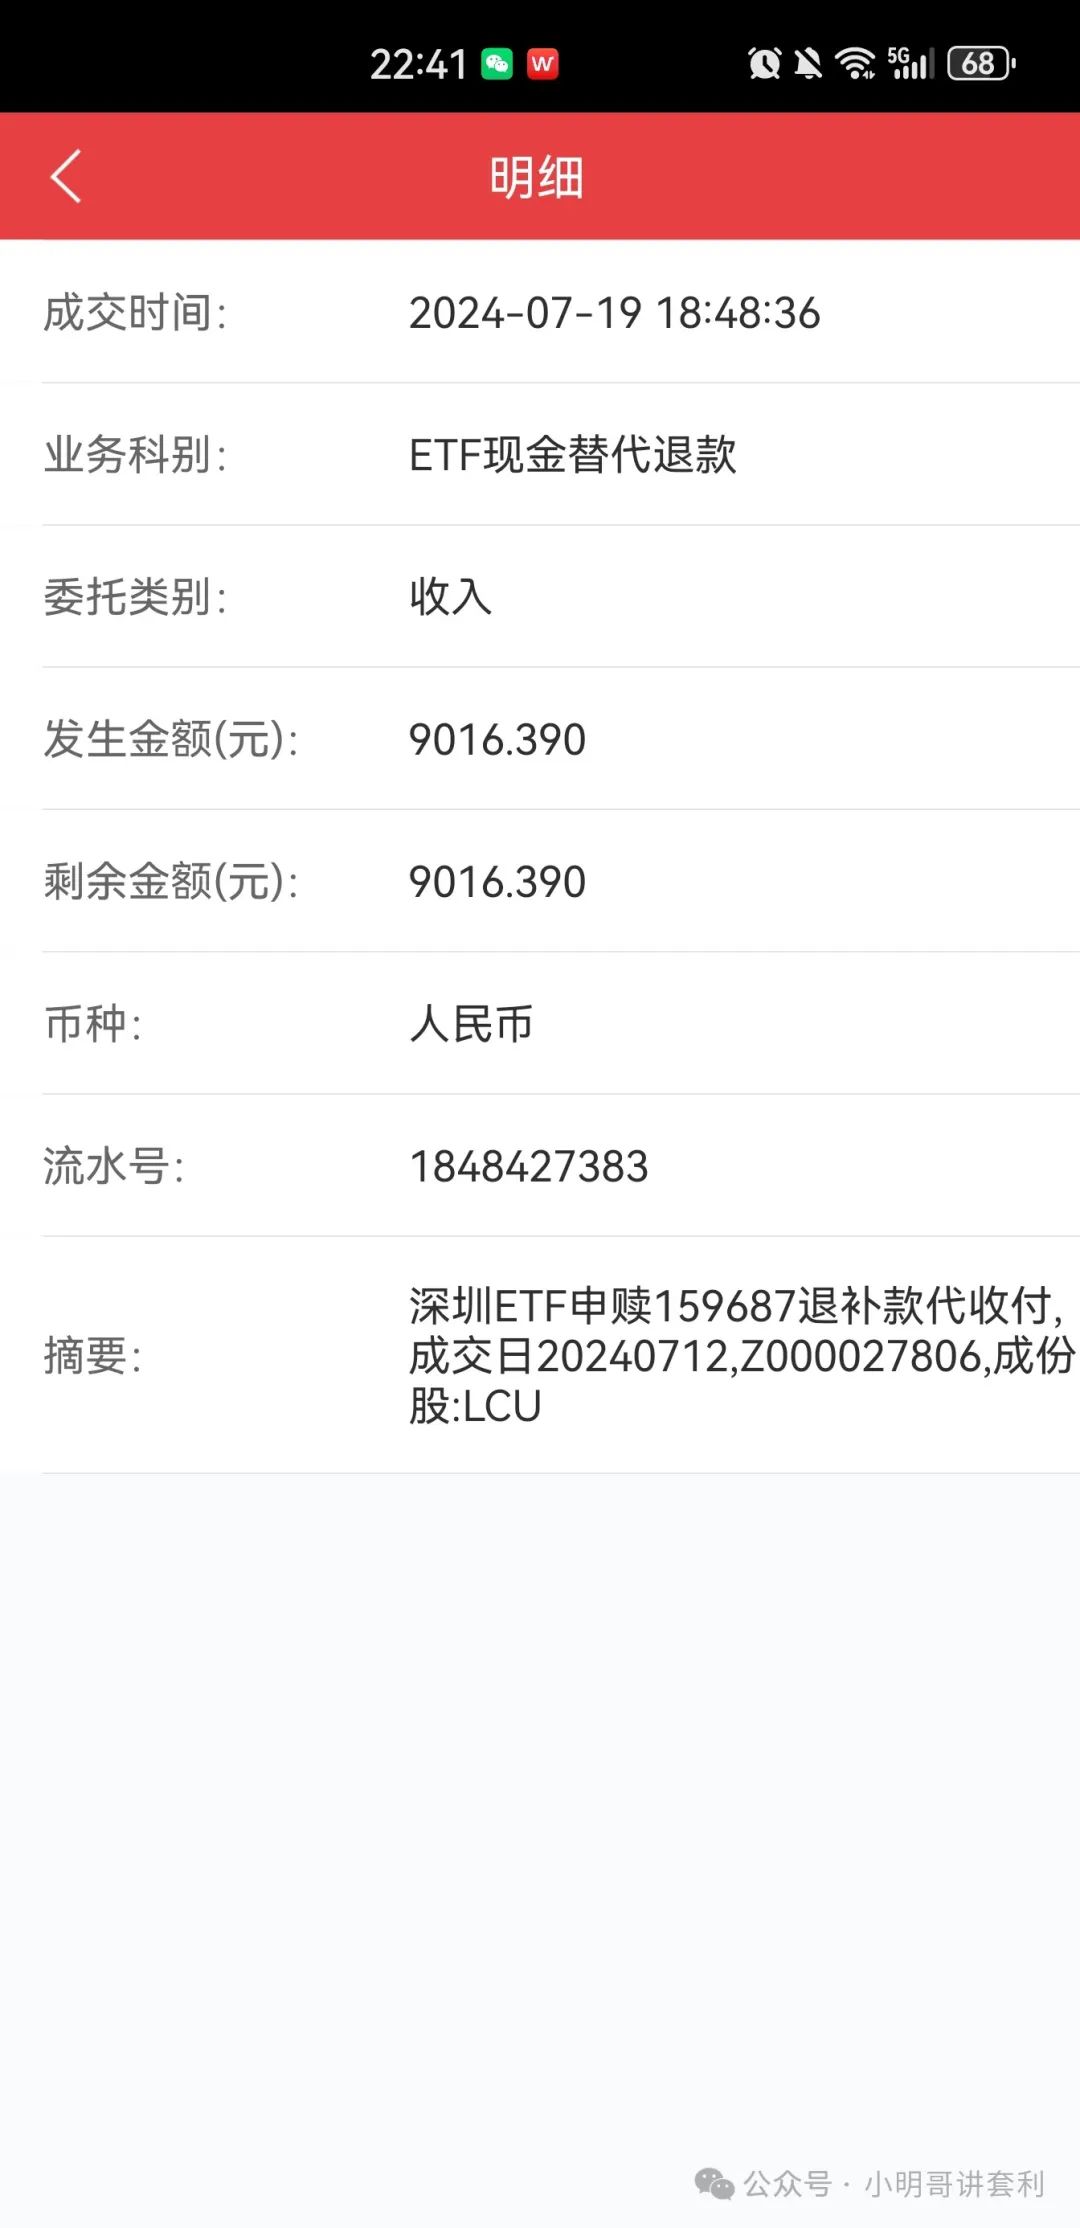 22:41 W 5G 68
明细
成交时间: 2024-07-19 18:48:36
业务科别: ETF现金替代退款
委托类别: 收入
发生金额(元): 9016.390
剩余金额(元): 9016.390
币种: 人民币
流水号: 1848427383
摘要: 深圳ETF申赎159687退补款代收付,
成交日20240712,Z000027806,成份
股:LCU
公众号 · 小明哥讲套利